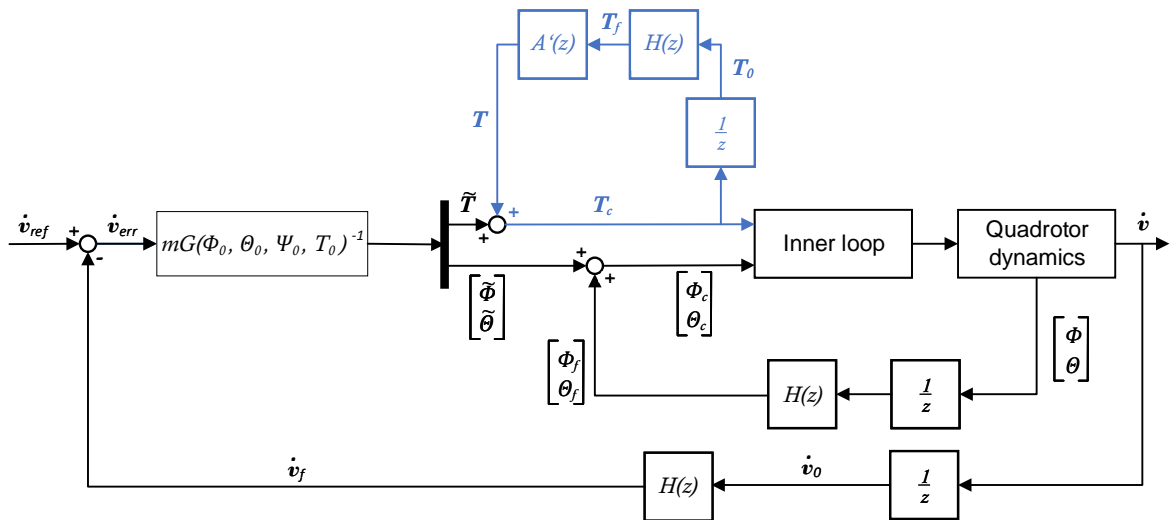 T_f
A‘(z)
H(z)
T_0
T
1
z
T̃
+
+
T_c
v̇_ref
+
-
v̇_err
mG(Φ_0, Θ_0, Ψ_0, T_0)^-1
Inner loop
Quadrotor
dynamics
v̇
+
+
Φ̃
Θ̃
Φ_c
Θ_c
Φ_f
Θ_f
Φ
Θ
H(z)
1
z
v̇_f
H(z)
v̇_0
1
z